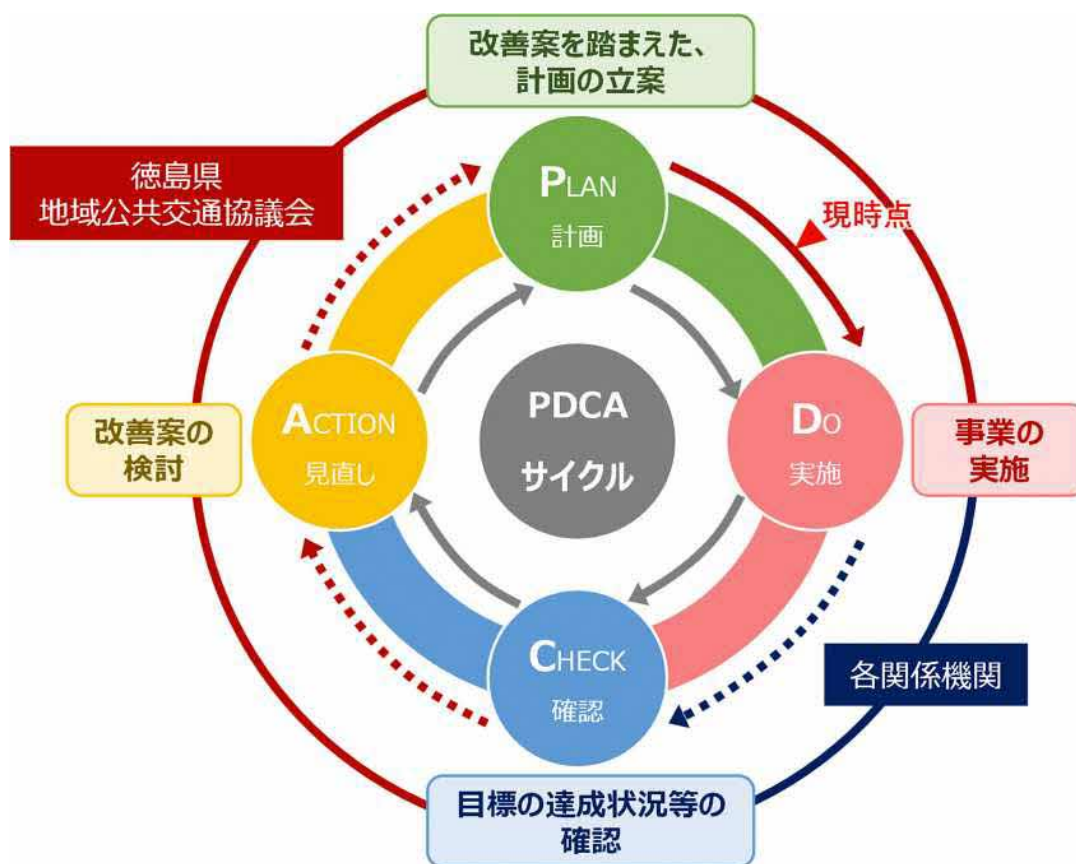 改善案を踏まえた、
計画の立案
徳島県
地域公共交通協議会
PLAN
計画
現時点
改善案の
検討
ACTION
見直し
PDCA
サイクル
DO
実施
事業の
実施
CHECK
確認
各関係機関
目標の達成状況等の
確認